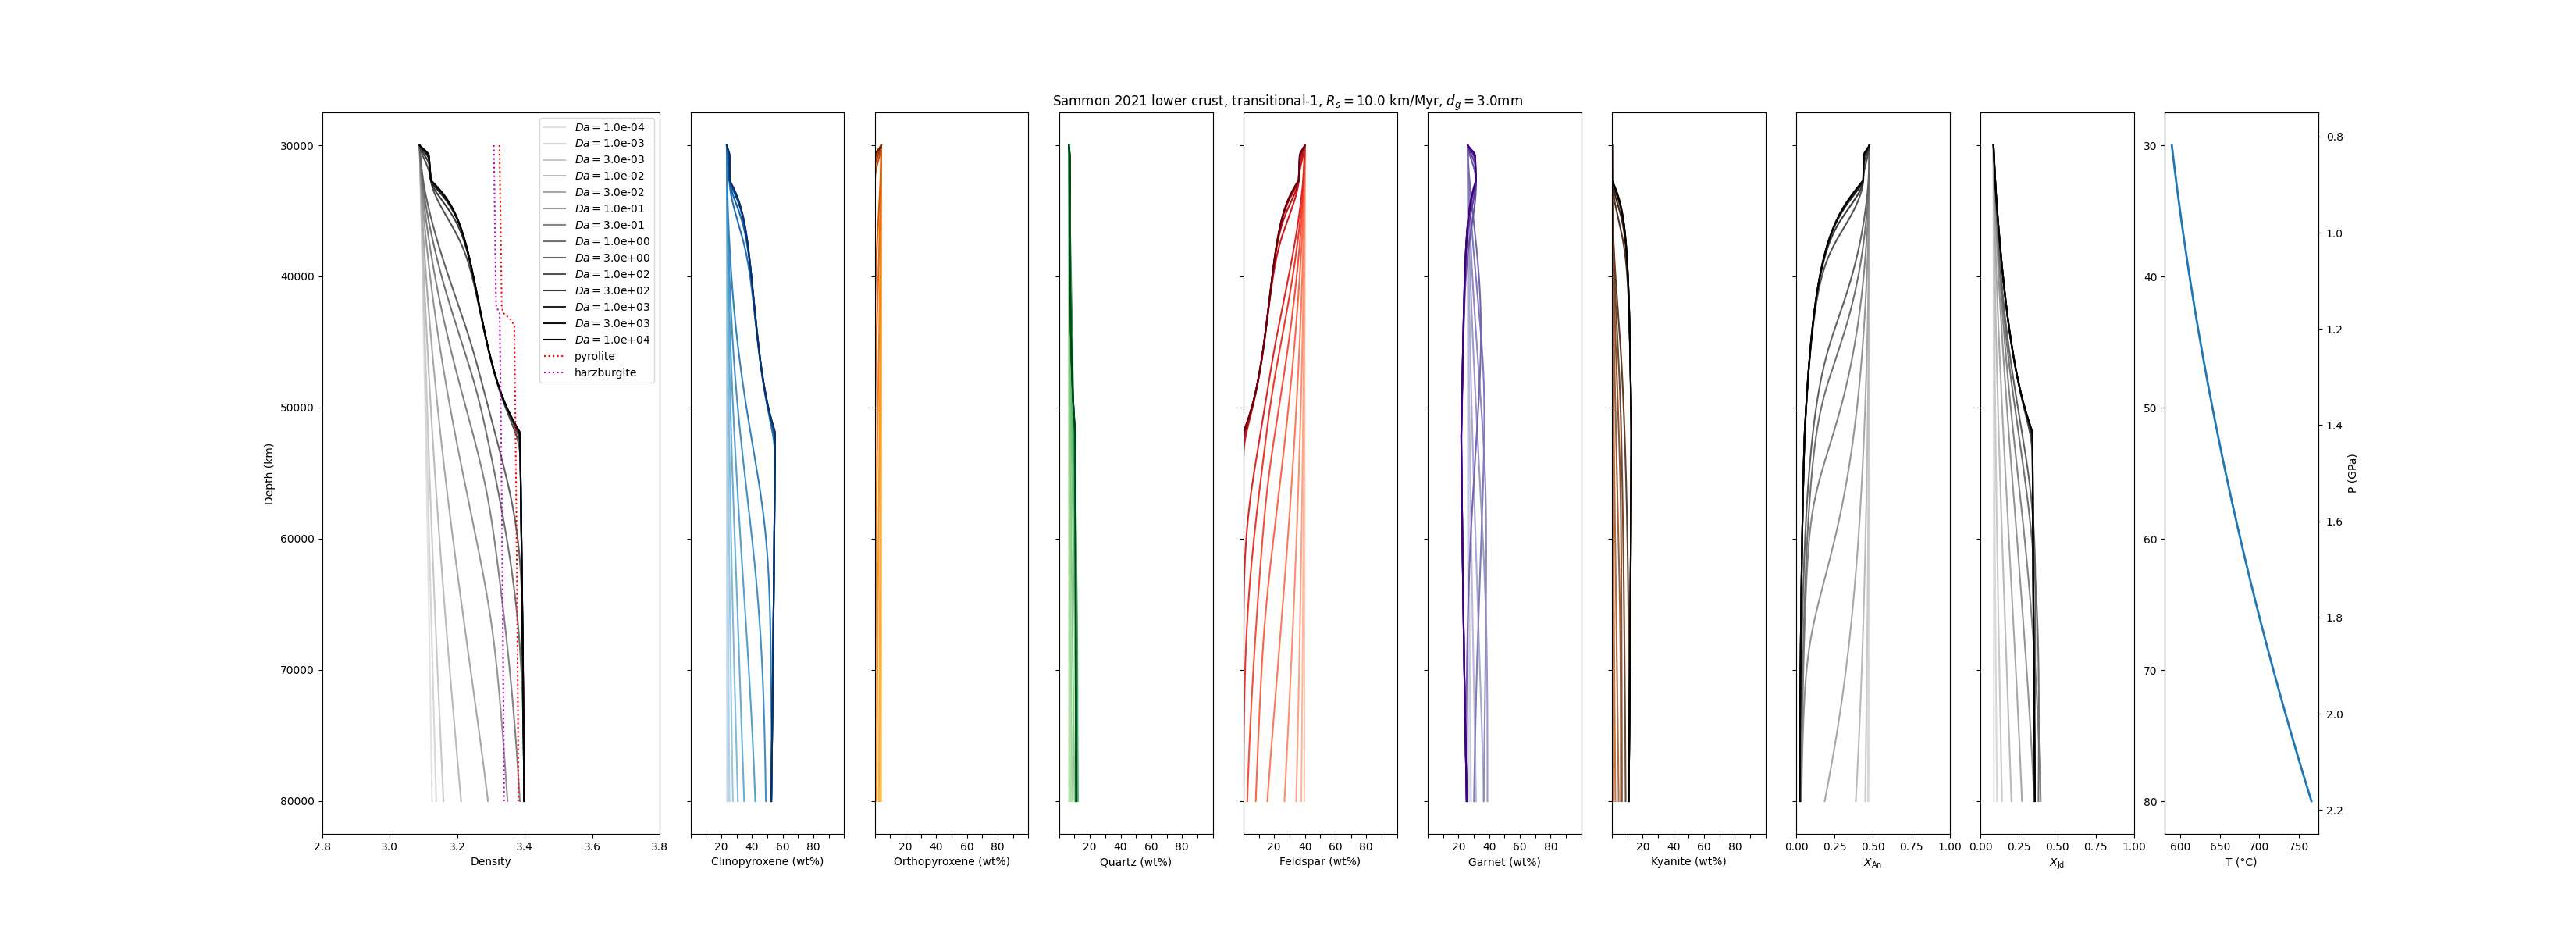 Sammon 2021 lower crust, transitional-1, Rₛ = 10.0 km/Myr, d_g = 3.0mm
Da = 1.0e-04
Da = 1.0e-03
Da = 3.0e-03
Da = 1.0e-02
Da = 3.0e-02
Da = 1.0e-01
Da = 3.0e-01
Da = 1.0e+00
Da = 3.0e+00
Da = 1.0e+02
Da = 3.0e+02
Da = 1.0e+03
Da = 3.0e+03
Da = 1.0e+04
pyrolite
harzburgite
Depth (km)
30000
40000
50000
60000
70000
80000
2.8 3.0 3.2 3.4 3.6 3.8
Density
20 40 60 80
Clinopyroxene (wt%)
20 40 60 80
Orthopyroxene (wt%)
20 40 60 80
Quartz (wt%)
20 40 60 80
Feldspar (wt%)
20 40 60 80
Garnet (wt%)
20 40 60 80
Kyanite (wt%)
0.00 0.25 0.50 0.75 1.00
X_An
0.00 0.25 0.50 0.75 1.00
X_Jd
30
40
50
60
70
80
600 650 700 750
T (°C)
0.8
1.0
1.2
1.4
1.6
1.8
2.0
2.2
P (GPa)